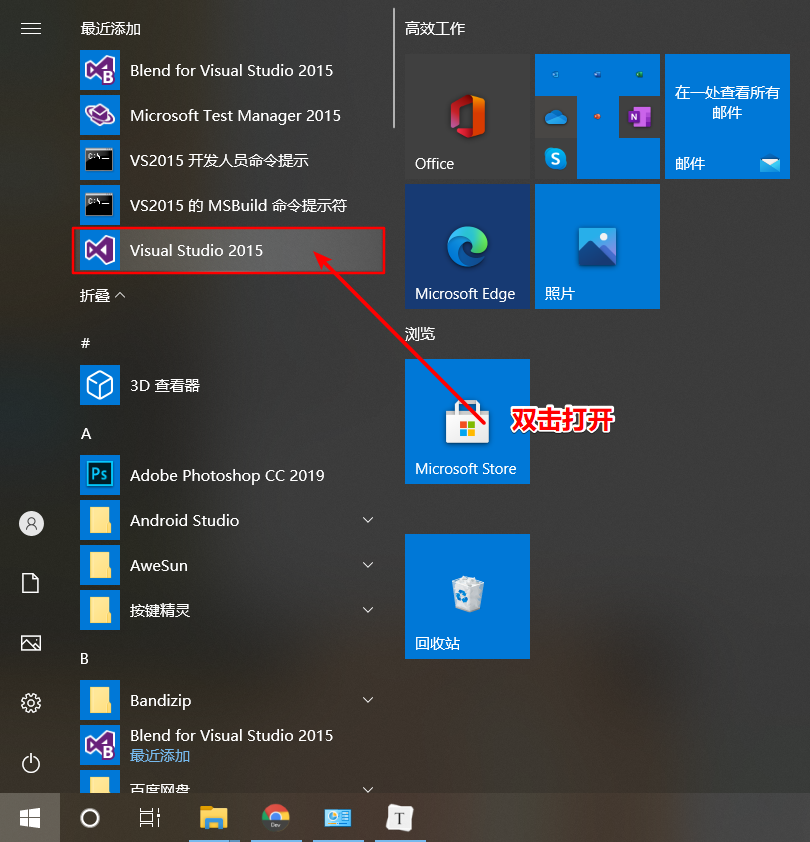 最近添加
Blend for Visual Studio 2015
Microsoft Test Manager 2015
VS2015 开发人员命令提示
VS2015 的 MSBuild 命令提示符
Visual Studio 2015
折叠
#
3D 查看器
A
Ps
Adobe Photoshop CC 2019
Android Studio
AweSun
按键精灵
B
Bandizip
Blend for Visual Studio 2015
最近添加
百度网盘
高效工作
Office
在一处查看所有
邮件
邮件
Microsoft Edge
照片
浏览
Microsoft Store
双击打开
回收站
Dev
T